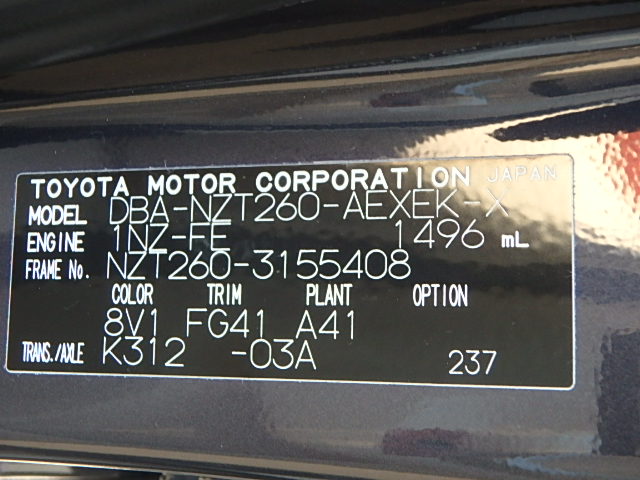 TOYOTA MOTOR CORPORATION JAPAN
MODEL DBA-NZT260-AEXEK-X
ENGINE 1NZ-FE 1496 mL
FRAME No. NZT260-3155408
COLOR TRIM PLANT OPTION
8V1 FG41 A41
TRANS./AXLE K312 -03A 237